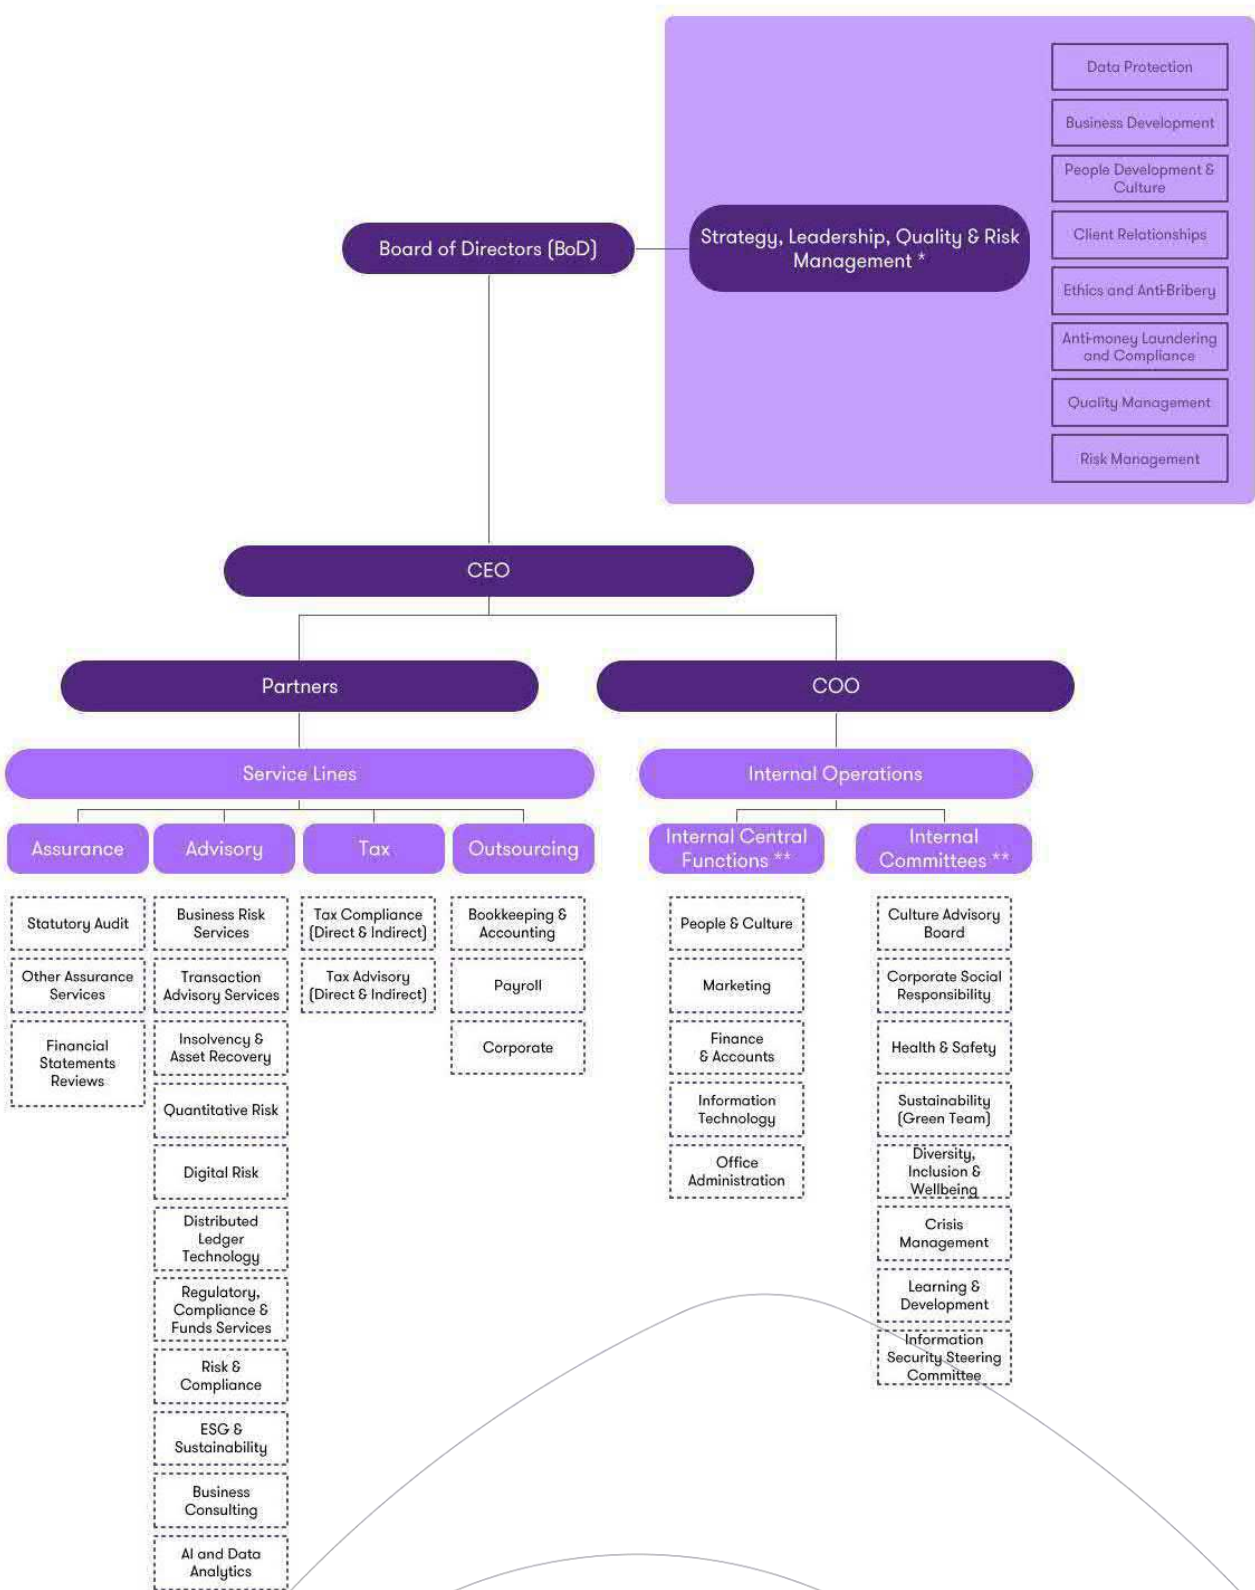 Data Protection
Business Development
People Development &
Culture
Client Relationships
Ethics and Anti-Bribery
Anti-money Laundering
and Compliance
Quality Management
Risk Management
Board of Directors (BoD)
Strategy, Leadership, Quality & Risk
Management *
CEO
Partners
COO
Service Lines
Internal Operations
Assurance
Advisory
Tax
Outsourcing
Internal Central
Functions **
Internal
Committees **
Statutory Audit
Other Assurance
Services
Financial
Statements
Reviews
Business Risk
Services
Transaction
Advisory Services
Insolvency &
Asset Recovery
Quantitative Risk
Digital Risk
Distributed
Ledger
Technology
Regulatory,
Compliance &
Funds Services
Risk &
Compliance
ESG &
Sustainability
Business
Consulting
AI and Data
Analytics
Tax Compliance
(Direct & Indirect)
Tax Advisory
(Direct & Indirect)
Bookkeeping &
Accounting
Payroll
Corporate
People & Culture
Marketing
Finance
& Accounts
Information
Technology
Office
Administration
Culture Advisory
Board
Corporate Social
Responsibility
Health & Safety
Sustainability
(Green Team)
Diversity,
Inclusion &
Wellbeing
Crisis
Management
Learning &
Development
Information
Security Steering
Committee